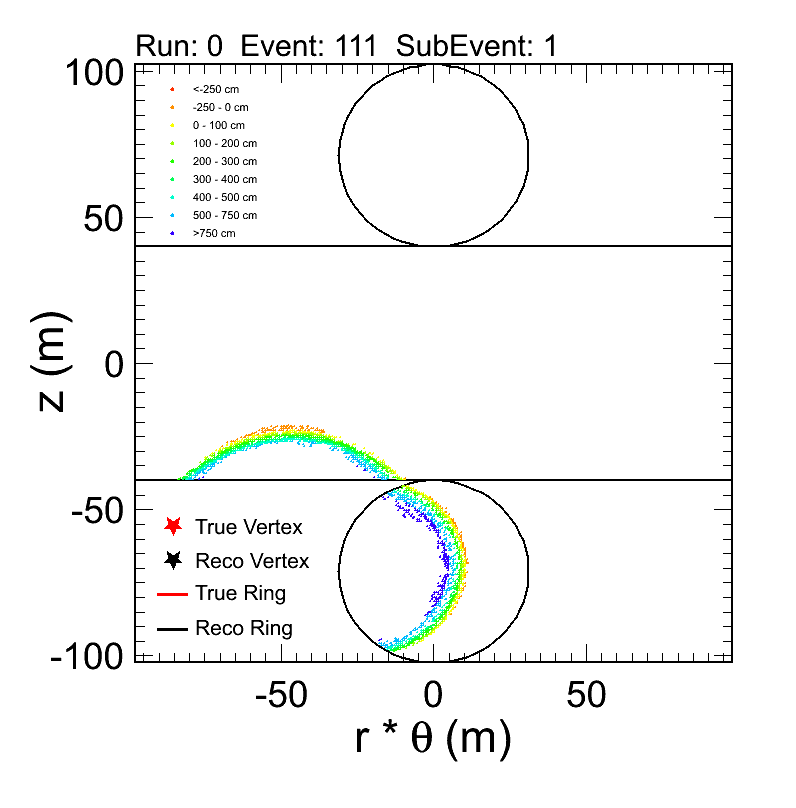 Run: 0  Event: 111  SubEvent: 1
100
<-250 cm
-250 - 0 cm
0 - 100 cm
100 - 200 cm
200 - 300 cm
300 - 400 cm
400 - 500 cm
500 - 750 cm
>750 cm
50
0
z (m)
-50
True Vertex
Reco Vertex
True Ring
Reco Ring
-100
-50 0 50
r * θ (m)